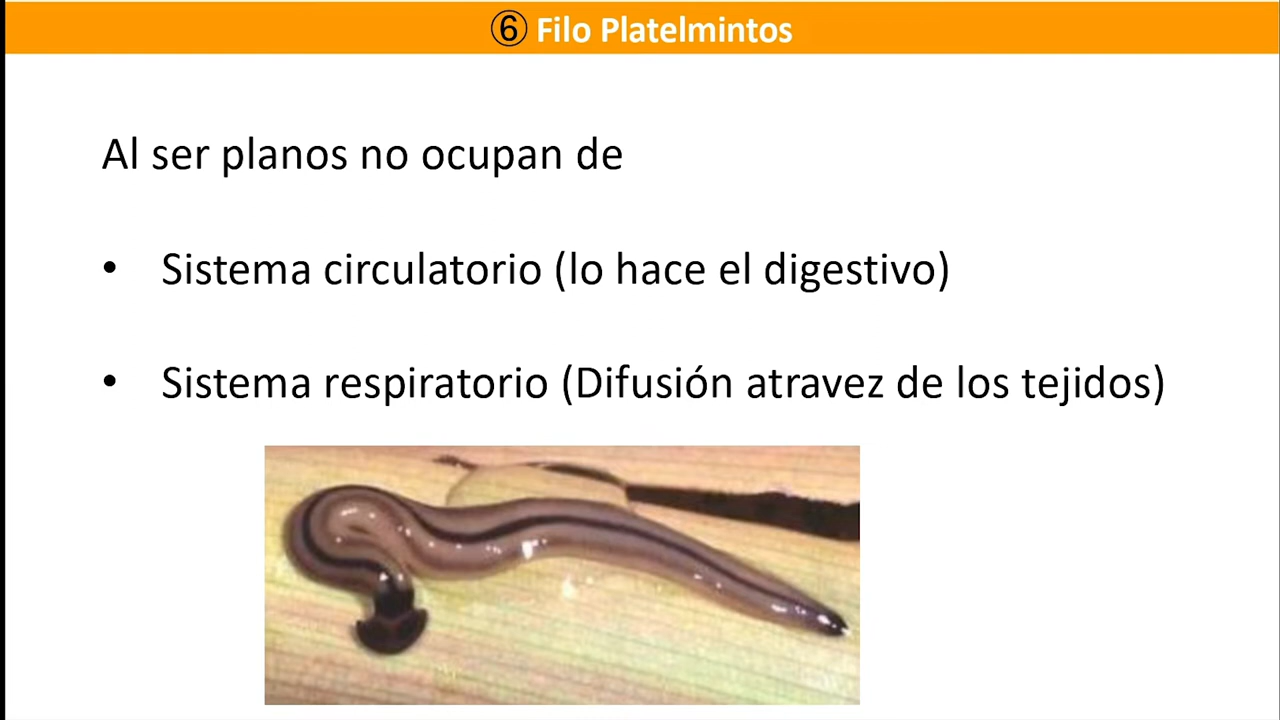 ⑥ Filo Platelmintos
Al ser planos no ocupan de
• Sistema circulatorio (lo hace el digestivo)
• Sistema respiratorio (Difusión atravez de los tejidos)